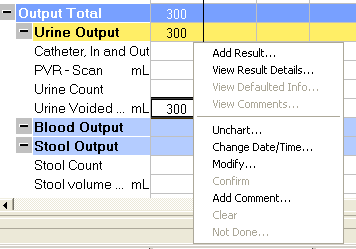 Output Total 300
Urine Output 300
Catheter, In and Out
PVR - Scan mL
Urine Count
Urine Voided ... mL 300
Blood Output
Stool Output
Stool Count
Stool volume ... mL
Add Result...
View Result Details...
View Defaulted Info...
View Comments...
Unchart...
Change Date/Time...
Modify...
Confirm
Add Comment...
Clear
Not Done...